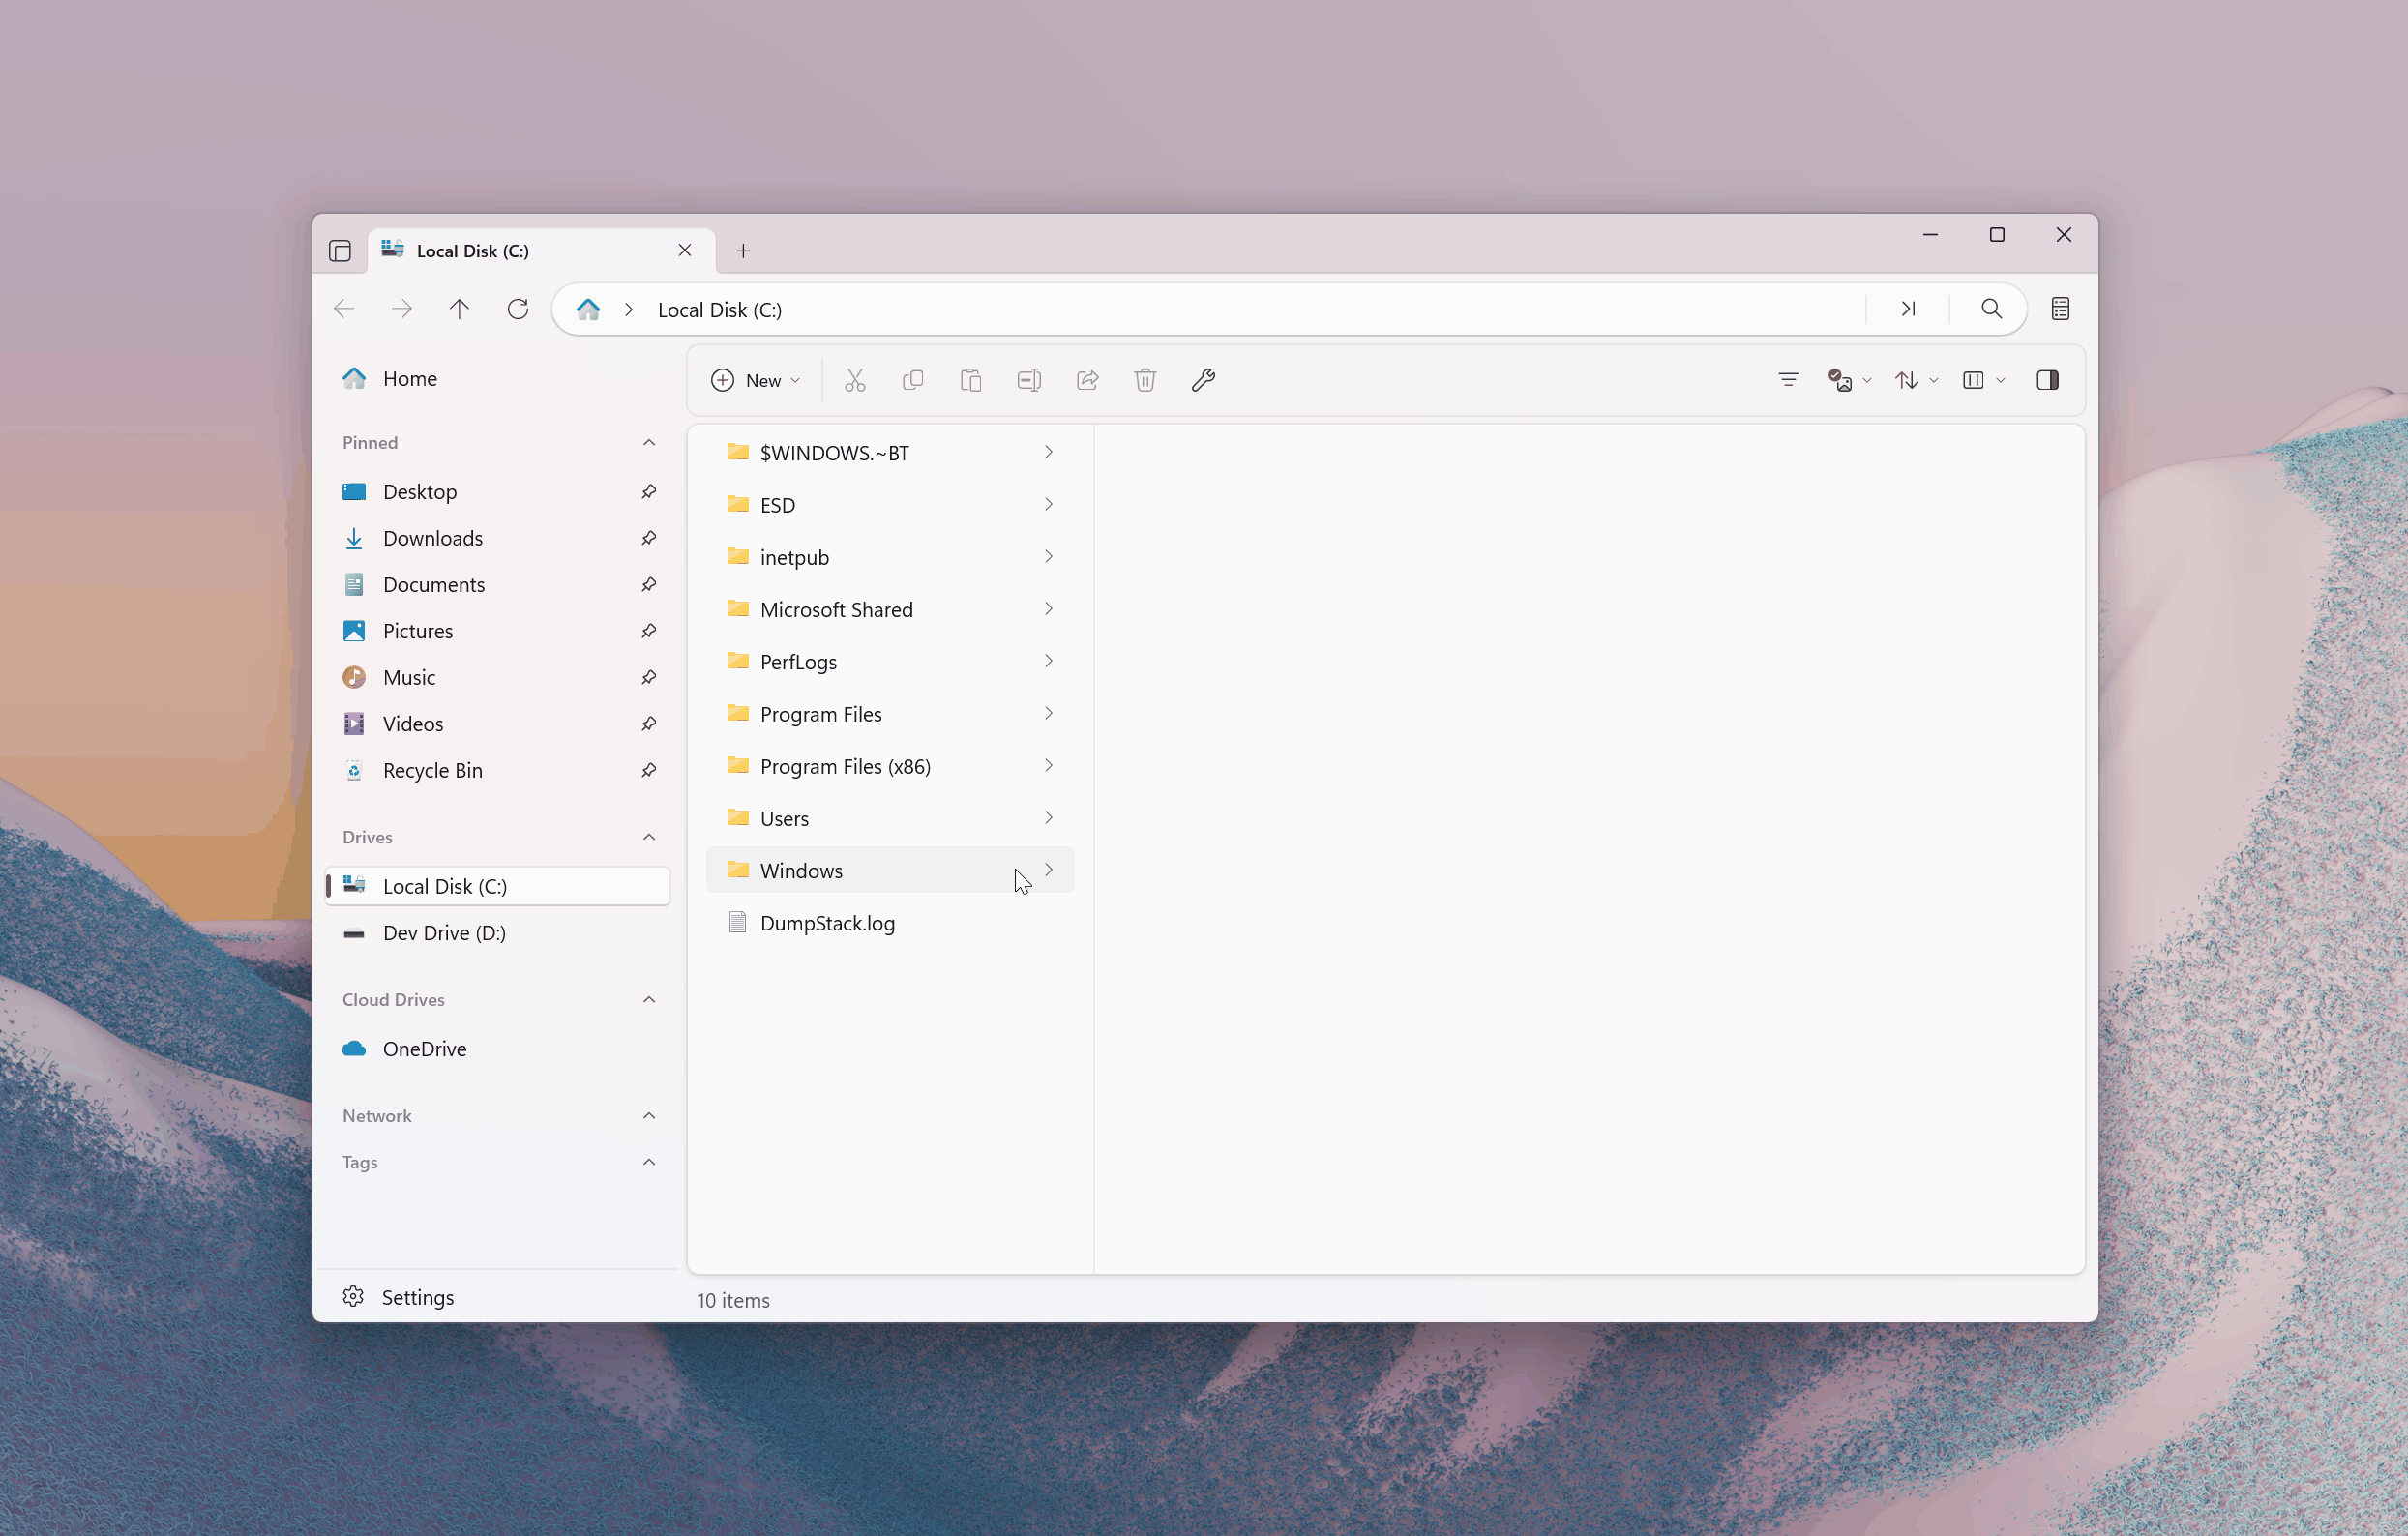 Local Disk (C:)
Local Disk (C:)
Home
New
Pinned
Desktop
Downloads
Documents
Pictures
Music
Videos
Recycle Bin
Drives
Local Disk (C:)
Dev Drive (D:)
Cloud Drives
OneDrive
Network
Tags
Settings
$WINDOWS.~BT
ESD
inetpub
Microsoft Shared
PerfLogs
Program Files
Program Files (x86)
Users
Windows
DumpStack.log
10 items